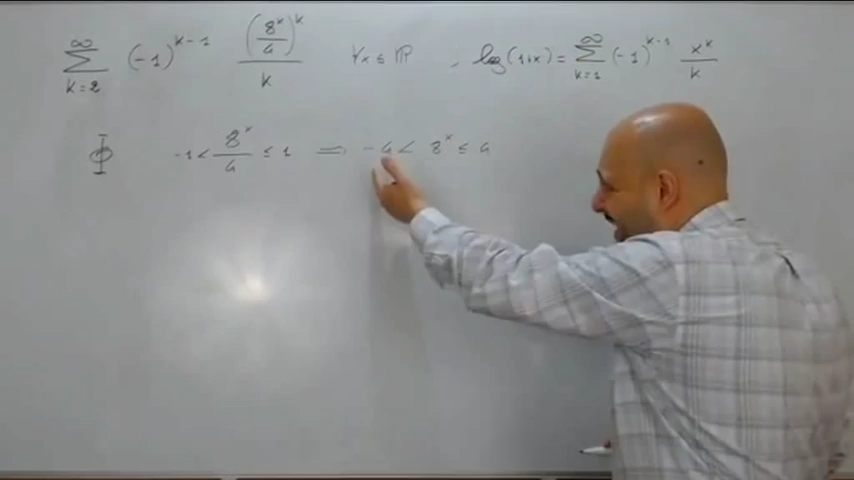 ∞ ∑ k=2 (-1)^{k-1} (8^x/4)^k / k ∀x ∈ ℝ , log(1+x) = ∑_{k=1}^{∞} (-1)^{k-1} x^k / k
Φ -1 < 8^x/4 ≤ 1 ⟹ -4 < 8^x ≤ 4